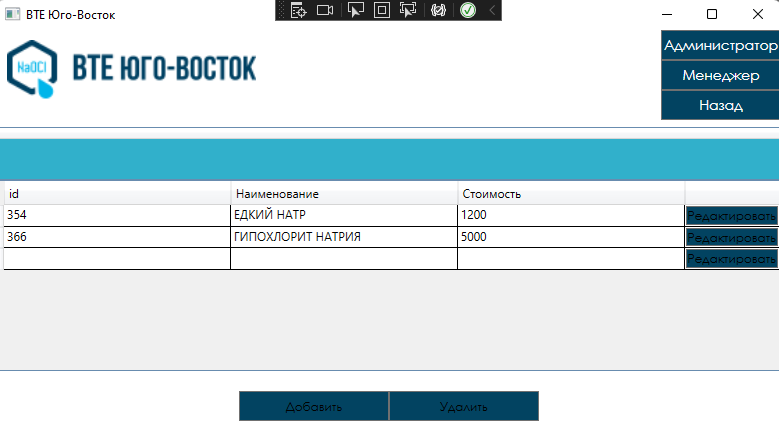 ВТЕ Юго-Восток
NaOCl
ВТЕ ЮГО-ВОСТОК
Администратор
Менеджер
Назад
id Наименование Стоимость
354 ЕДКИЙ НАТР 1200 Редактировать
366 ГИПОХЛОРИТ НАТРИЯ 5000 Редактировать
Редактировать
Добовить Удалить